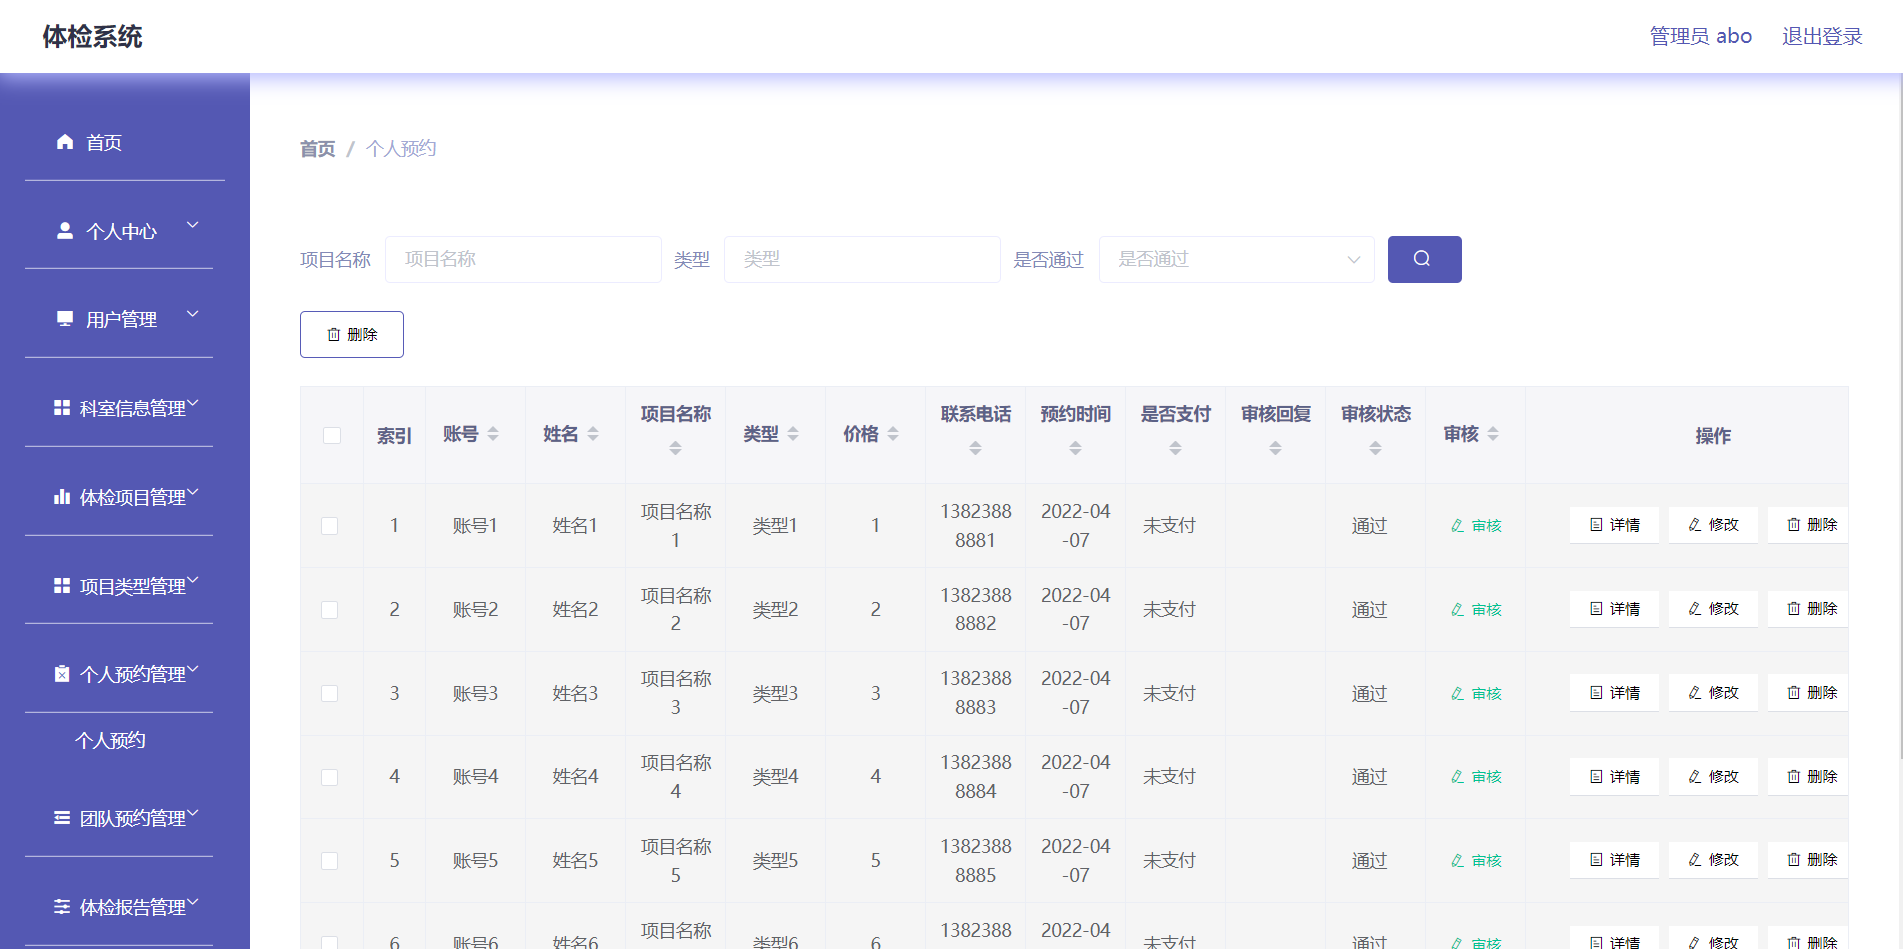 体检系统
管理员 abo 退出登录
首页
个人中心
用户管理
科室信息管理
体检项目管理
项目类型管理
个人预约管理
个人预约
团队预约管理
体检报告管理
首页 / 个人预约
项目名称 项目名称 类型 类型 是否通过 是否通过
删除
索引 账号 姓名 项目名称 类型 价格 联系电话 预约时间 是否支付 审核回复 审核状态 审核 操作
1 账号1 姓名1 项目名称1 类型1 1 13823888881 2022-04-07 未支付 通过 审核 详情 修改 删除
2 账号2 姓名2 项目名称2 类型2 2 13823888882 2022-04-07 未支付 通过 审核 详情 修改 删除
3 账号3 姓名3 项目名称3 类型3 3 13823888883 2022-04-07 未支付 通过 审核 详情 修改 删除
4 账号4 姓名4 项目名称4 类型4 4 13823888884 2022-04-07 未支付 通过 审核 详情 修改 删除
5 账号5 姓名5 项目名称5 类型5 5 13823888885 2022-04-07 未支付 通过 审核 详情 修改 删除
6 账号6 姓名6 项目名称 类型6 6 1382388 2022-04 未支付 通过 审核 详情 修改 删除